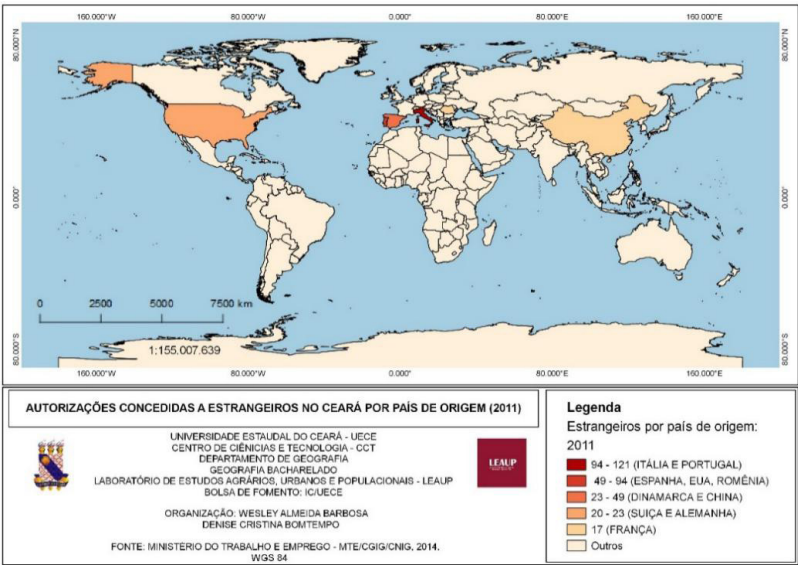 160.000°W 80.000°W 0.000° 80.000°E 160.000°E
80.000°N 80.000°N
0.000° 0.000°
80.000°S 80.000°S
0 2500 5000 7500 km
1:155.007.639
160.000°W 80.000°W 0.000° 80.000°E 160.000°E
AUTORIZAÇÕES CONCEDIDAS A ESTRANGEIROS NO CEARÁ POR PAÍS DE ORIGEM (2011)
UNIVERSIDADE ESTAUDAL DO CEARÁ - UECE
CENTRO DE CIÊNICIAS E TECNOLOGIA - CCT
DEPARTAMENTO DE GEOGRAFIA
GEOGRAFIA BACHARELADO
LABORATÓRIO DE ESTUDOS AGRÁRIOS, URBANOS E POPULACIONAIS - LEAUP
BOLSA DE FOMENTO: IC/UECE
LEAUP
ORGANIZAÇÃO: WESLEY ALMEIDA BARBOSA
DENISE CRISTINA BOMTEMPO
FONTE: MINISTÉRIO DO TRABALHO E EMPREGO - MTE/CGIG/CNIG, 2014.
WGS 84
Legenda
Estrangeiros por país de origem:
2011
94 - 121 (ITÁLIA E PORTUGAL)
49 - 94 (ESPANHA, EUA, ROMÊNIA)
23 - 49 (DINAMARCA E CHINA)
20 - 23 (SUIÇA E ALEMANHA)
17 (FRANÇA)
Outros